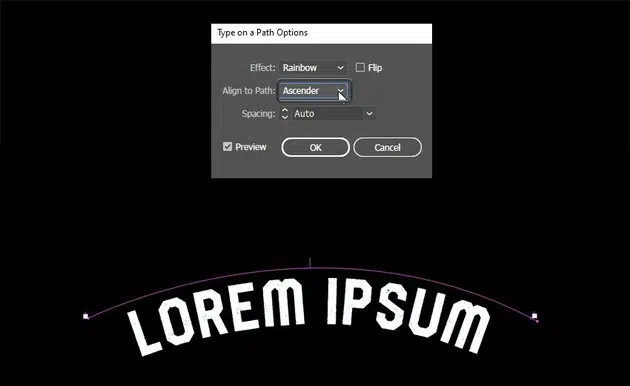 Type on a Path Options
Effect: Rainbow Flip
Align to Path: Ascender
Spacing: Auto
Preview OK Cancel
LOREM IPSUM